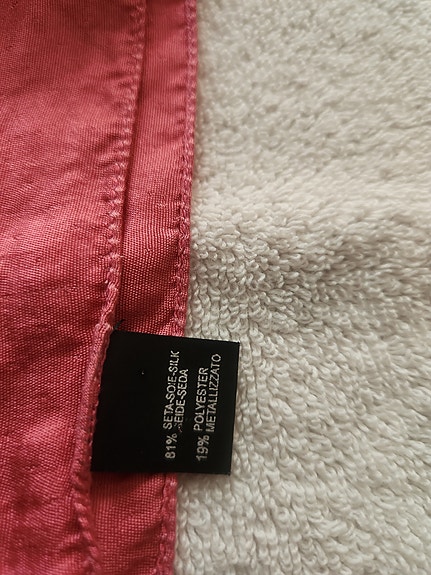 81% SETA-SOIE-SILK
SEIDE-SEDA
19% POLYESTER
METALLIZZATO